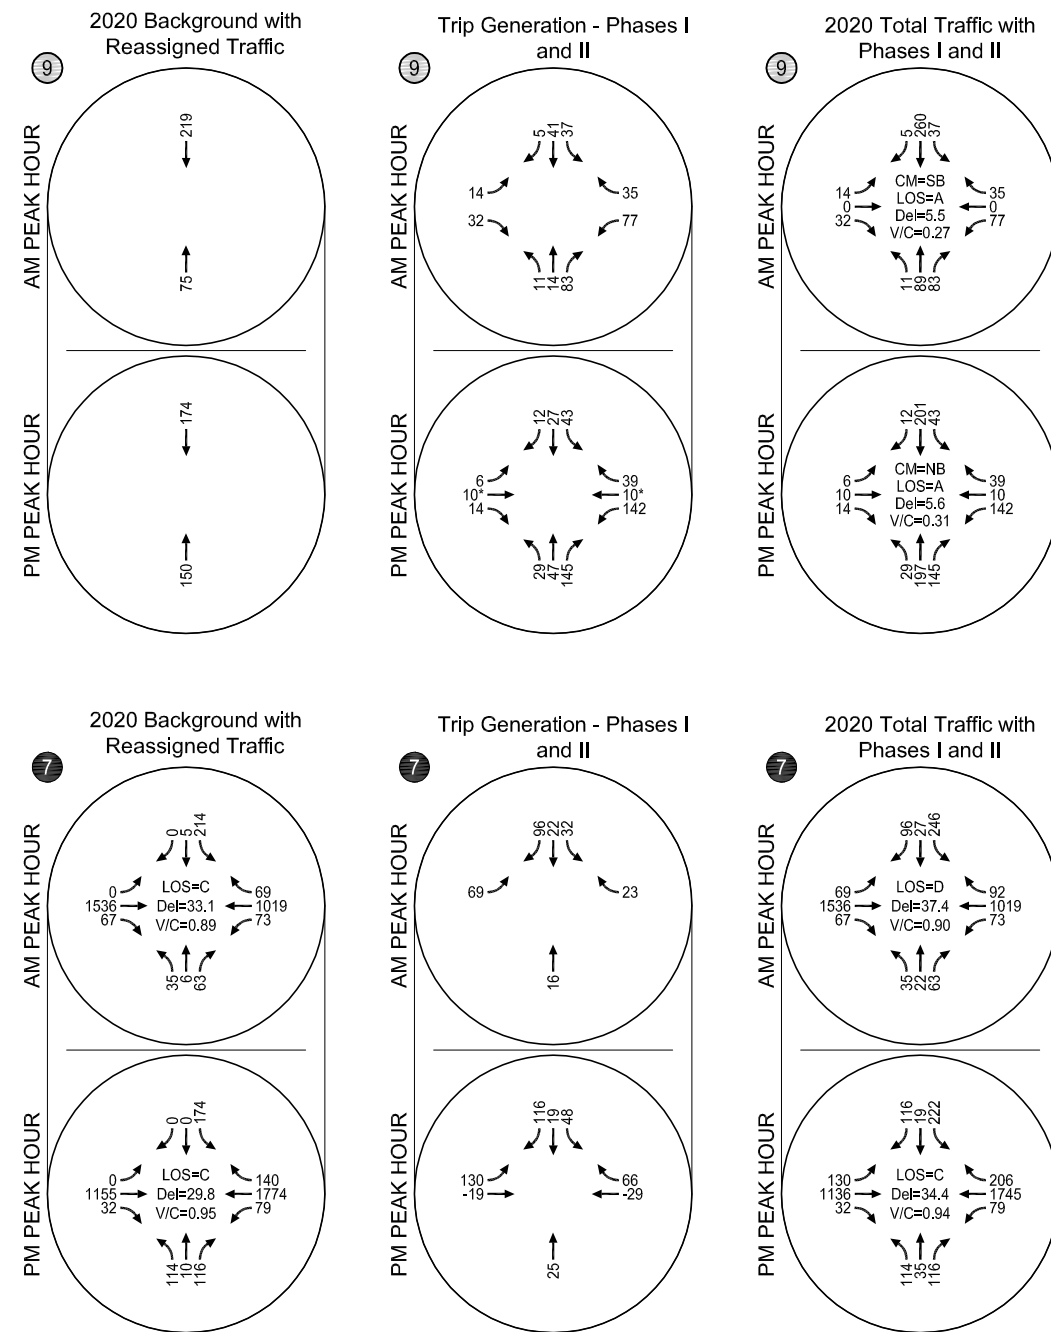 2020 Background with
Reassigned Traffic
9
AM PEAK HOUR
219
75
PM PEAK HOUR
174
150
Trip Generation - Phases I
and II
9
AM PEAK HOUR
5 41 37
14
32
35
77
11 14 83
PM PEAK HOUR
12 27 43
6
10*
14
39
10*
142
29 47 145
2020 Total Traffic with
Phases I and II
9
AM PEAK HOUR
5 260 37
14
0
32
CM=SB
LOS=A
Del=5.5
V/C=0.27
35
0
77
11 89 83
PM PEAK HOUR
12 201 43
6
10
14
CM=NB
LOS=A
Del=5.6
V/C=0.31
39
10
142
29 197 145
2020 Background with
Reassigned Traffic
7
AM PEAK HOUR
0 5 214
0
1536
67
LOS=C
Del=33.1
V/C=0.89
69
1019
73
35 6 63
PM PEAK HOUR
0 0 174
0
1155
32
LOS=C
Del=29.8
V/C=0.95
140
1774
79
114 10 116
Trip Generation - Phases I
and II
7
AM PEAK HOUR
96 22 32
69
23
16
PM PEAK HOUR
116 19 48
130
-19
66
-29
25
2020 Total Traffic with
Phases I and II
7
AM PEAK HOUR
96 27 246
69
1536
67
LOS=D
Del=37.4
V/C=0.90
92
1019
73
35 22 63
PM PEAK HOUR
116 19 222
130
1136
32
LOS=C
Del=34.4
V/C=0.94
206
1745
79
114 35 116